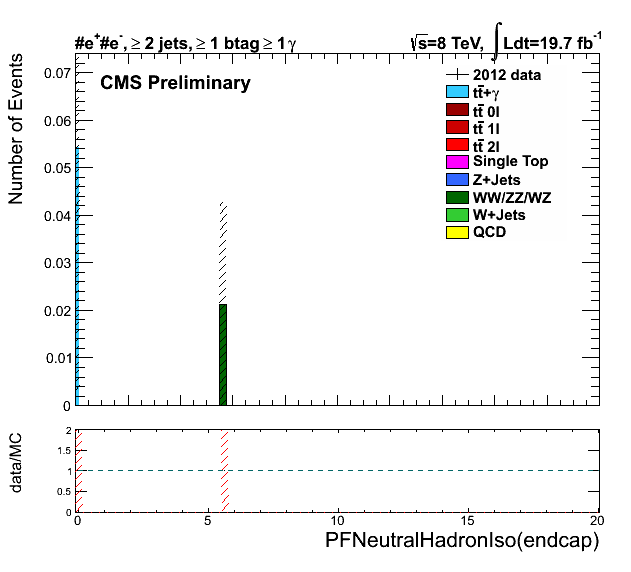 #e⁺#e⁻, ≥ 2 jets, ≥ 1 btag ≥ 1 γ
√s=8 TeV, ∫Ldt=19.7 fb⁻¹
CMS Preliminary
Number of Events
0.07
0.06
0.05
0.04
0.03
0.02
0.01
0
2012 data
tt̄+γ
tt̄ 0l
tt̄ 1l
tt̄ 2l
Single Top
Z+Jets
WW/ZZ/WZ
W+Jets
QCD
data/MC
2
1.5
1
0.5
0
0 5 10 15 20
PFNeutralHadronIso(endcap)